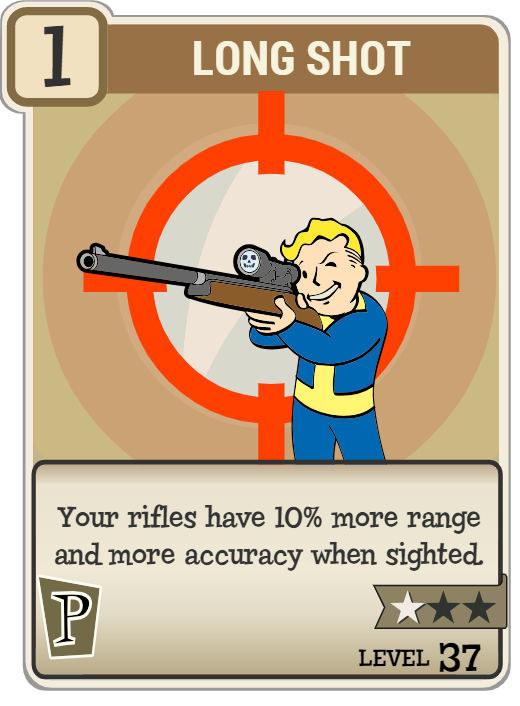 1
LONG SHOT
Your rifles have 10% more range
and more accuracy when sighted.
P
LEVEL 37